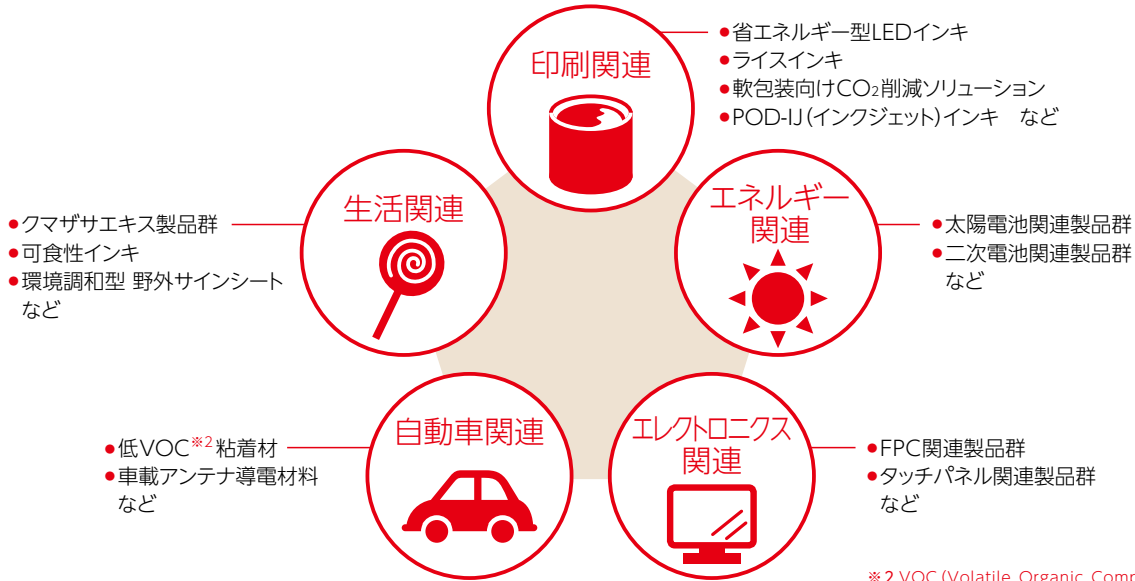 印刷関連
●省エネルギー型LEDインキ
●ライスインキ
●軟包装向けCO₂削減ソリューション
●POD-IJ(インクジェット)インキ　など
生活関連
●クマザサエキス製品群
●可食性インキ
●環境調和型 野外サインシート
など
エネルギー
関連
●太陽電池関連製品群
●二次電池関連製品群
など
自動車関連
●低VOC※2粘着材
●車載アンテナ導電材料
など
エレクトロニクス
関連
●FPC関連製品群
●タッチパネル関連製品群
など
※2 VOC(Volatile Organic